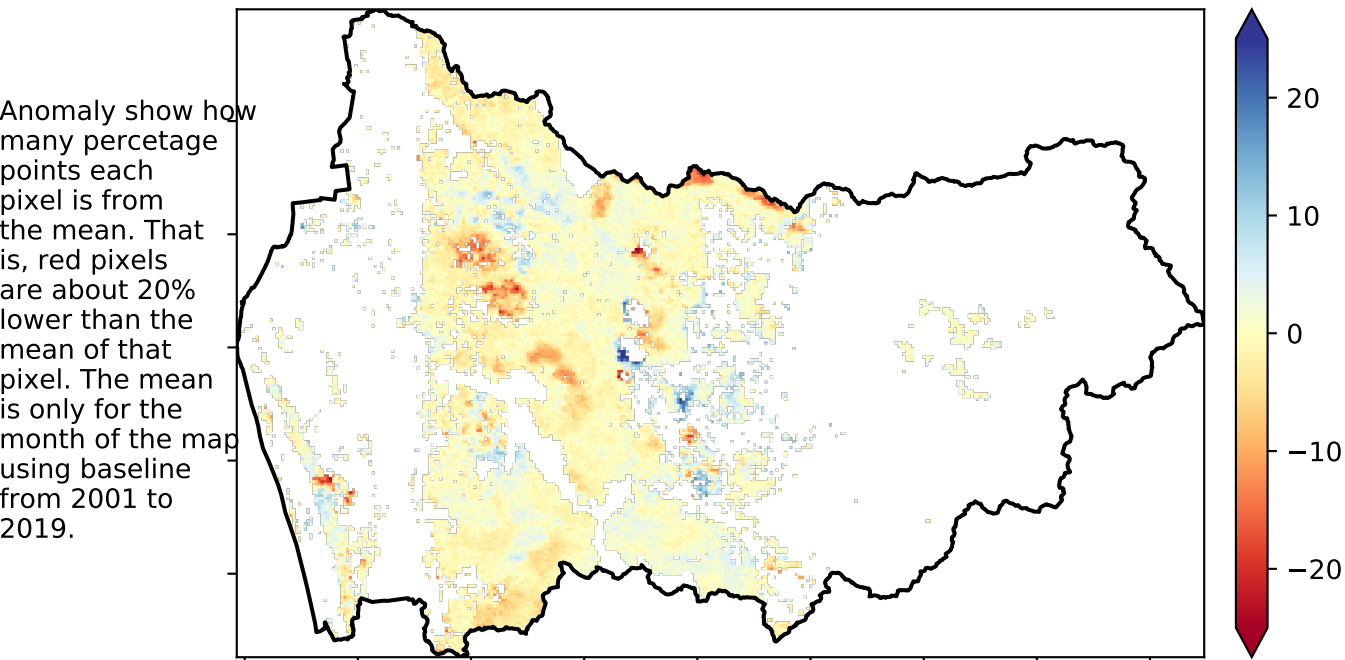 Anomaly show how
many percetage
points each
pixel is from
the mean. That
is, red pixels
are about 20%
lower than the
mean of that
pixel. The mean
is only for the
month of the map
using baseline
from 2001 to
2019.
20
10
0
−10
−20